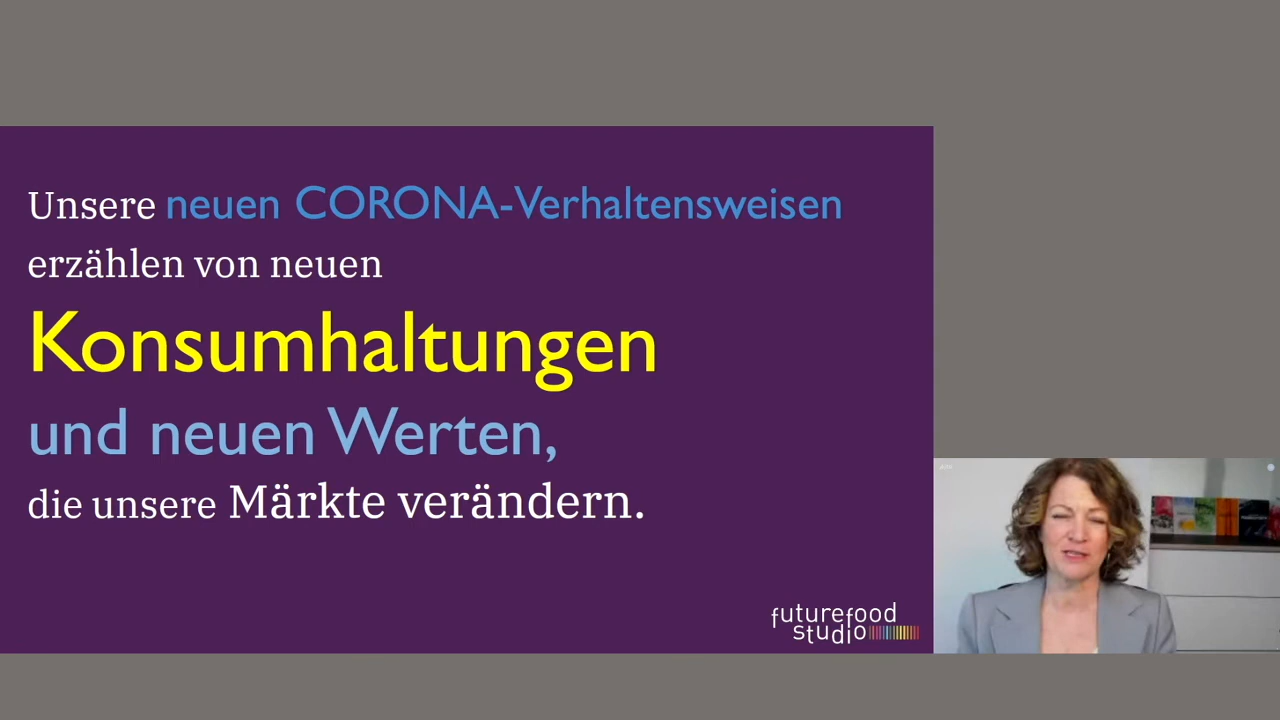 Unsere neuen CORONA-Verhaltensweisen
erzählen von neuen
Konsumhaltungen
und neuen Werten,
die unsere Märkte verändern.
futurefood
studio